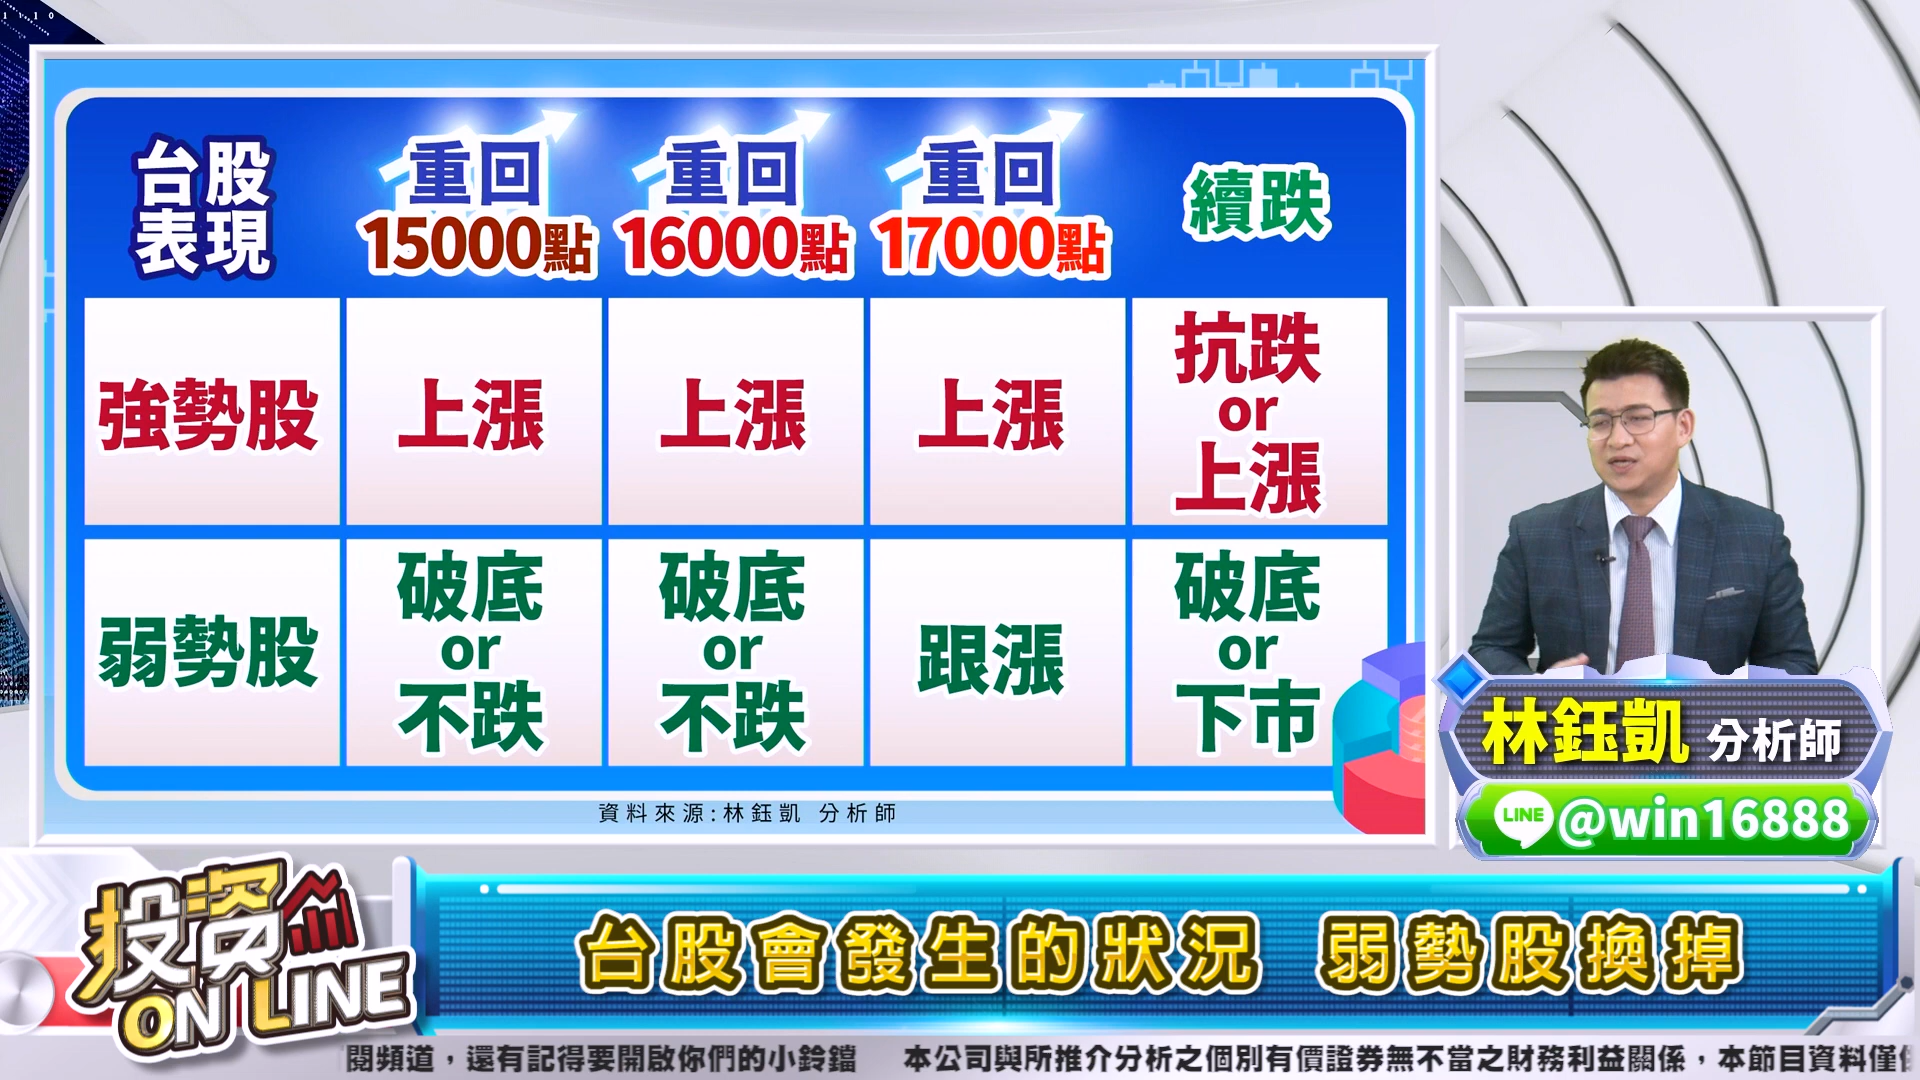 台股
表現
重回
15000點
重回
16000點
重回
17000點
續跌
強勢股
上漲
上漲
上漲
抗跌
or
上漲
弱勢股
破底
or
不跌
破底
or
不跌
跟漲
破底
or
下市
資料來源:林鈺凱 分析師
林鈺凱 分析師
LINE @win16888
投資
ON LINE
台股會發生的狀況 弱勢股換掉
閱頻道，還有記得要開啟你們的小鈴鐺 本公司與所推介分析之個別有價證券無不當之財務利益關係，本節目資料僅